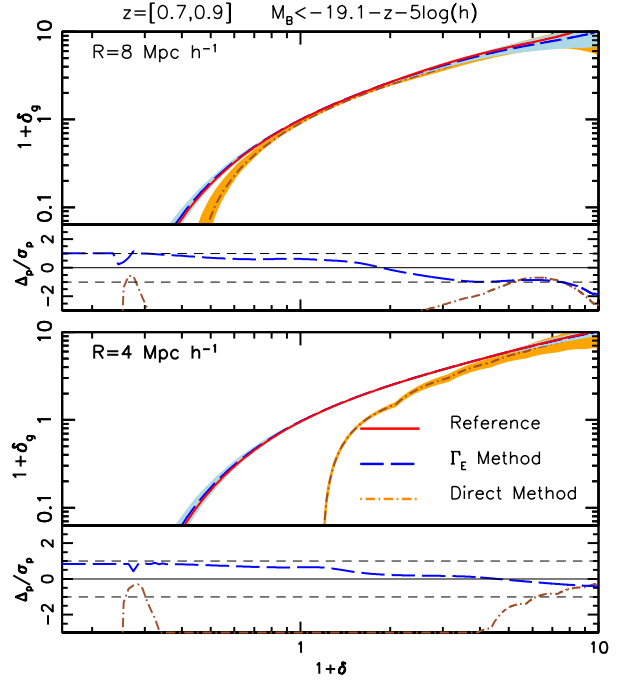 z=[0.7,0.9] M_B<−19.1−z−5log(h)
R=8 Mpc h⁻¹
10
1
0.1
1+δ_g
2
0
−2
Δ_p/σ_p
R=4 Mpc h⁻¹
10
1
0.1
1+δ_g
Reference
Γ_E Method
Direct Method
2
0
−2
Δ_p/σ_p
1
10
1+δ